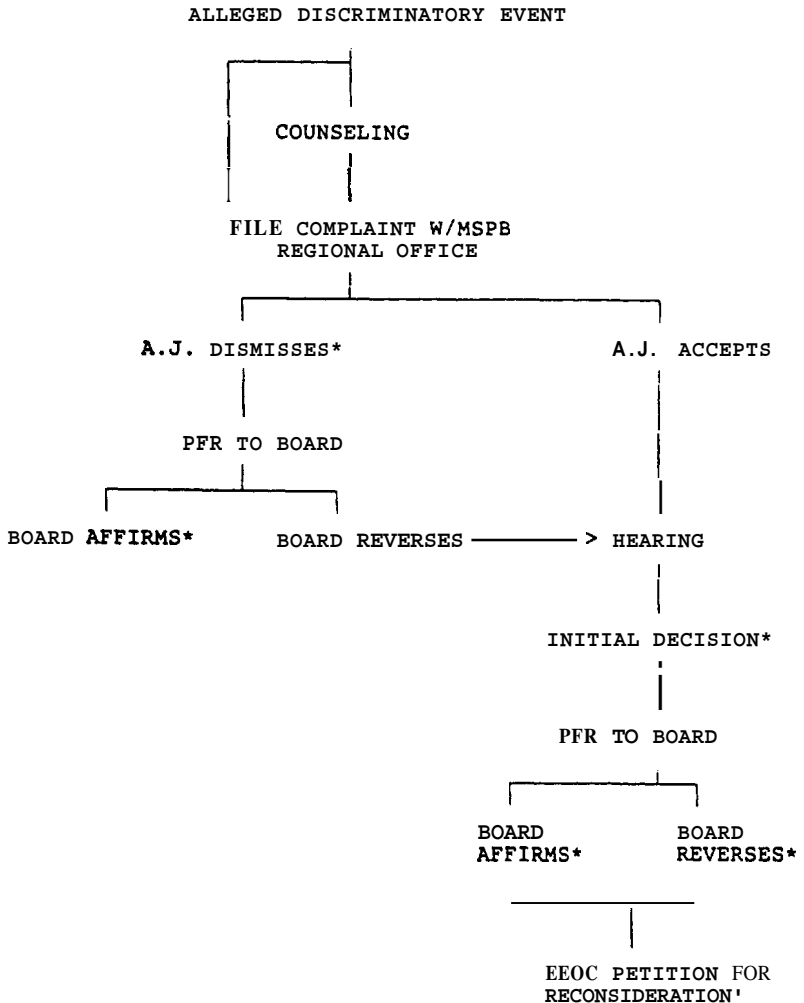 ALLEGED DISCRIMINATORY EVENT
COUNSELING
FILE COMPLAINT W/MSPB
REGIONAL OFFICE
A.J. DISMISSES* A.J. ACCEPTS
PFR TO BOARD
BOARD AFFIRMS* BOARD REVERSES > HEARING
INITIAL DECISION*
PFR TO BOARD
BOARD BOARD
AFFIRMS* REVERSES*
EEOC PETITION FOR
RECONSIDERATION'